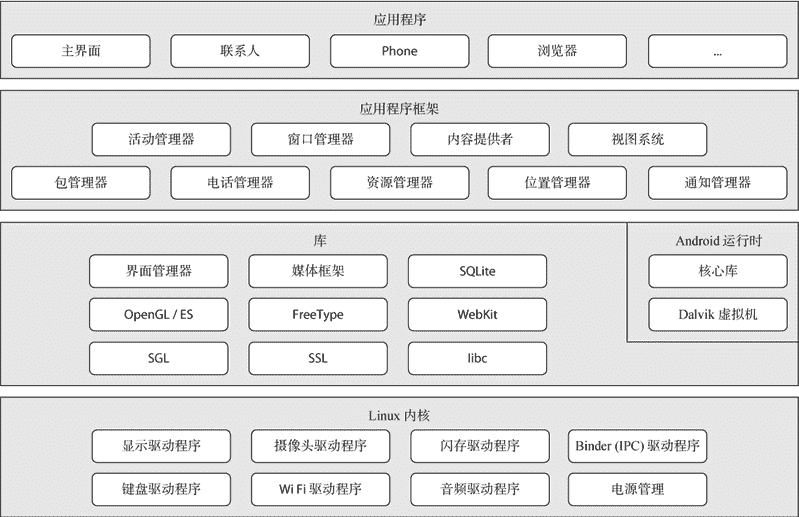 应用程序
主界面 联系人 Phone 浏览器 ...
应用程序框架
活动管理器 窗口管理器 内容提供者 视图系统
包管理器 电话管理器 资源管理器 位置管理器 通知管理器
库
界面管理器 媒体框架 SQLite
OpenGL / ES FreeType WebKit
SGL SSL libc
Android 运行时
核心库
Dalvik 虚拟机
Linux 内核
显示驱动程序 摄像头驱动程序 闪存驱动程序 Binder (IPC) 驱动程序
键盘驱动程序 Wi Fi 驱动程序 音频驱动程序 电源管理